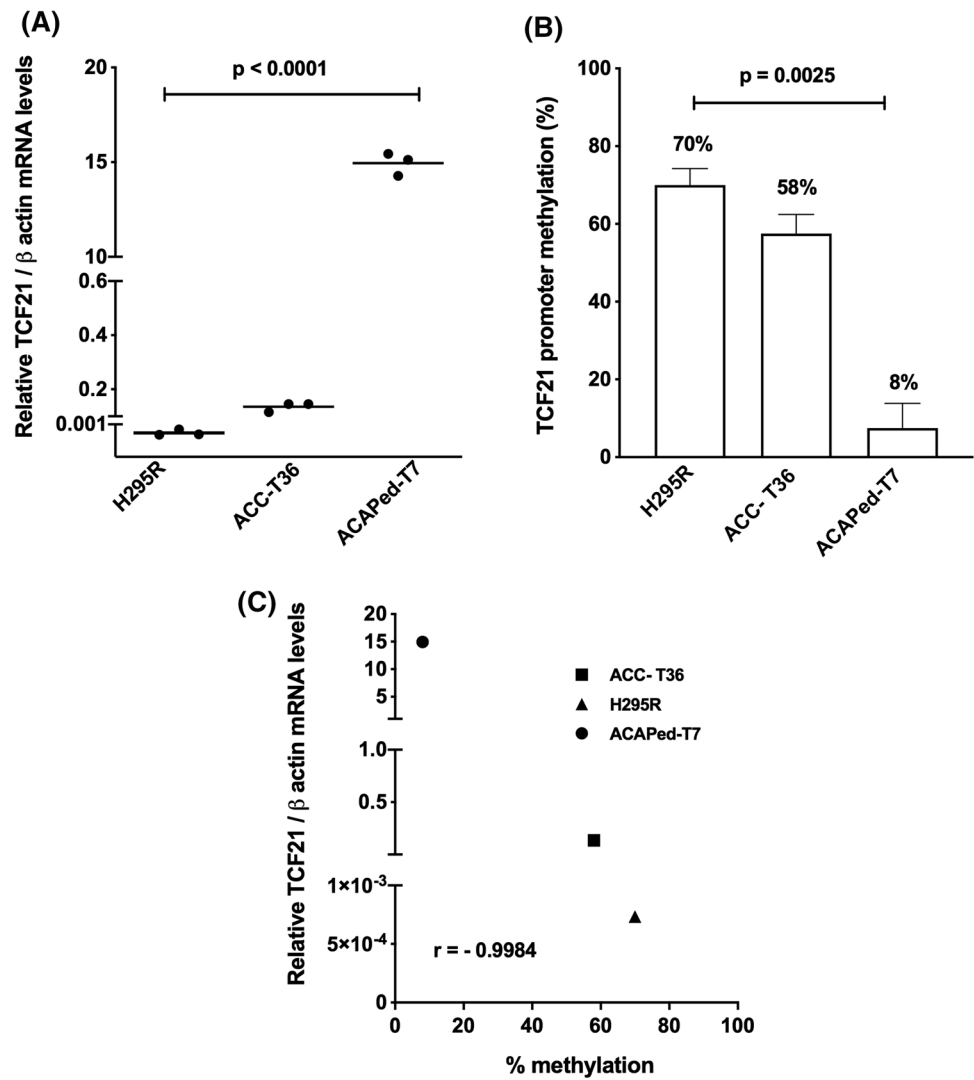 (A)
Relative TCF21 / β actin mRNA levels
20
15
10
0.6
0.4
0.2
0.001
p < 0.0001
H295R
ACC-T36
ACAPed-T7
(B)
TCF21 promoter methylation (%)
100
80
60
40
20
0
p = 0.0025
70%
58%
8%
H295R
ACC- T36
ACAPed-T7
(C)
Relative TCF21 / β actin mRNA levels
20
15
10
5
1.0
0.5
1×10-3
5×10-4
0
ACC- T36
H295R
ACAPed-T7
r = - 0.9984
0 20 40 60 80 100
% methylation